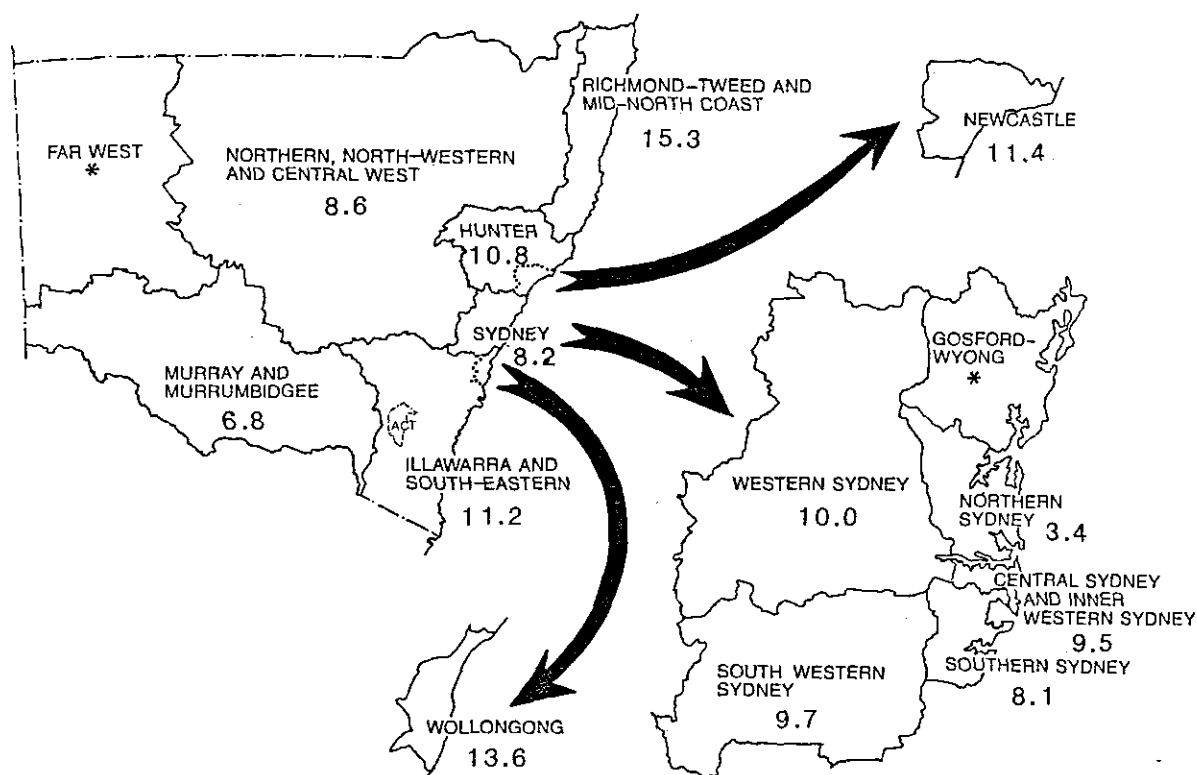 RICHMOND-TWEED AND
MID-NORTH COAST
15.3
NEWCASTLE
11.4
FAR WEST
*
NORTHERN, NORTH-WESTERN
AND CENTRAL WEST
8.6
HUNTER
10.8
SYDNEY
8.2
GOSFORD-
WYONG
*
MURRAY AND
MURRUMBIDGEE
6.8
ACT
ILLAWARRA AND
SOUTH-EASTERN
11.2
WESTERN SYDNEY
10.0
NORTHERN
SYDNEY
3.4
CENTRAL SYDNEY
AND INNER
WESTERN SYDNEY
9.5
SOUTHERN SYDNEY
8.1
SOUTH WESTERN
SYDNEY
9.7
WOLLONGONG
13.6